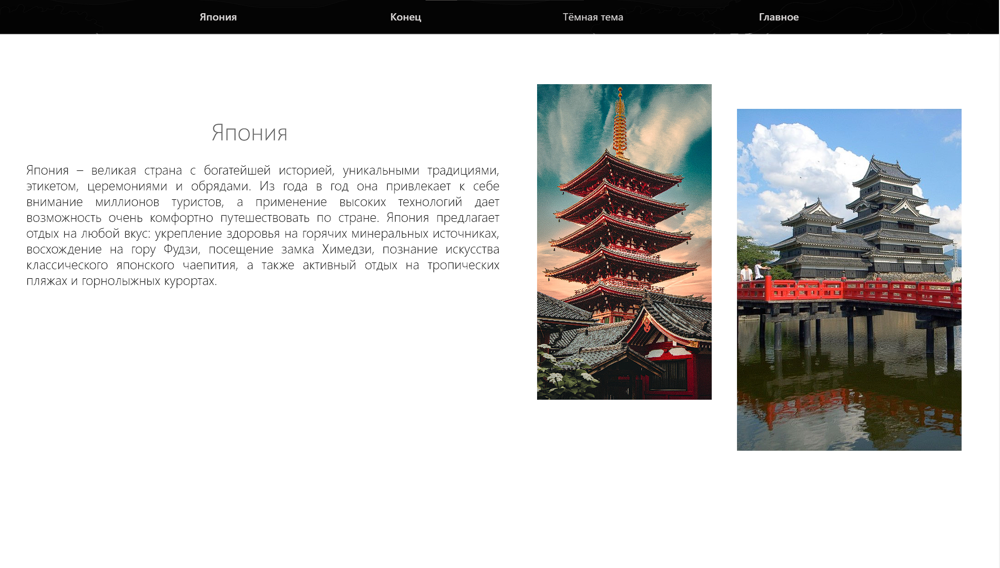 Япония
Конец
Тёмная тема
Главное
Япония
Япония – великая страна с богатейшей историей, уникальными традициями,
этикетом, церемониями и обрядами. Из года в год она привлекает к себе
внимание миллионов туристов, а применение высоких технологий дает
возможность очень комфортно путешествовать по стране. Япония предлагает
отдых на любой вкус: укрепление здоровья на горячих минеральных источниках,
восхождение на гору Фудзи, посещение замка Химедзи, познание искусства
классического японского чаепития, а также активный отдых на тропических
пляжах и горнолыжных курортах.